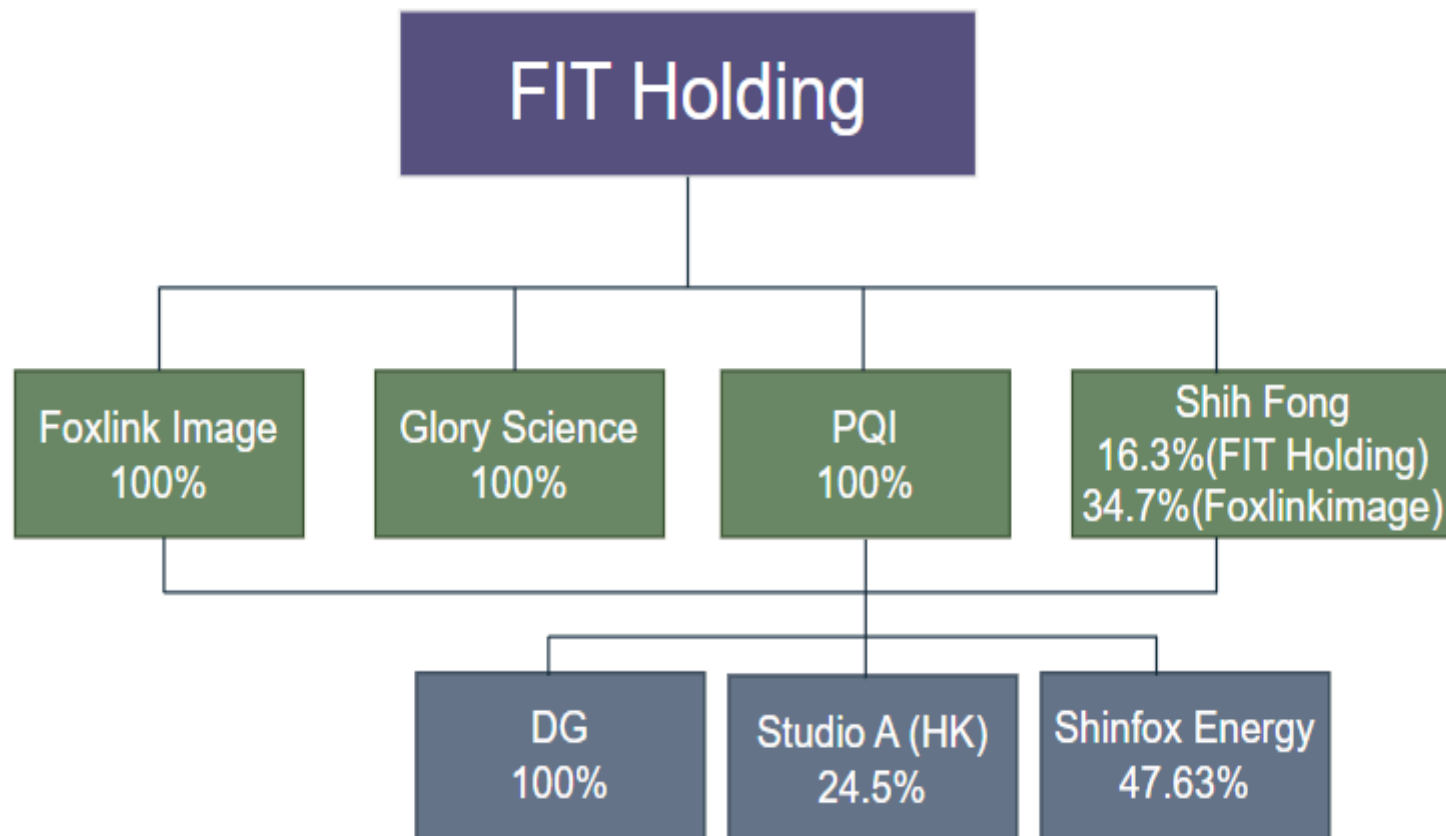 FIT Holding
Foxlink Image
100%
Glory Science
100%
PQI
100%
Shih Fong
16.3%(FIT Holding)
34.7%(Foxlinkimage)
DG
100%
Studio A (HK)
24.5%
Shinfox Energy
47.63%